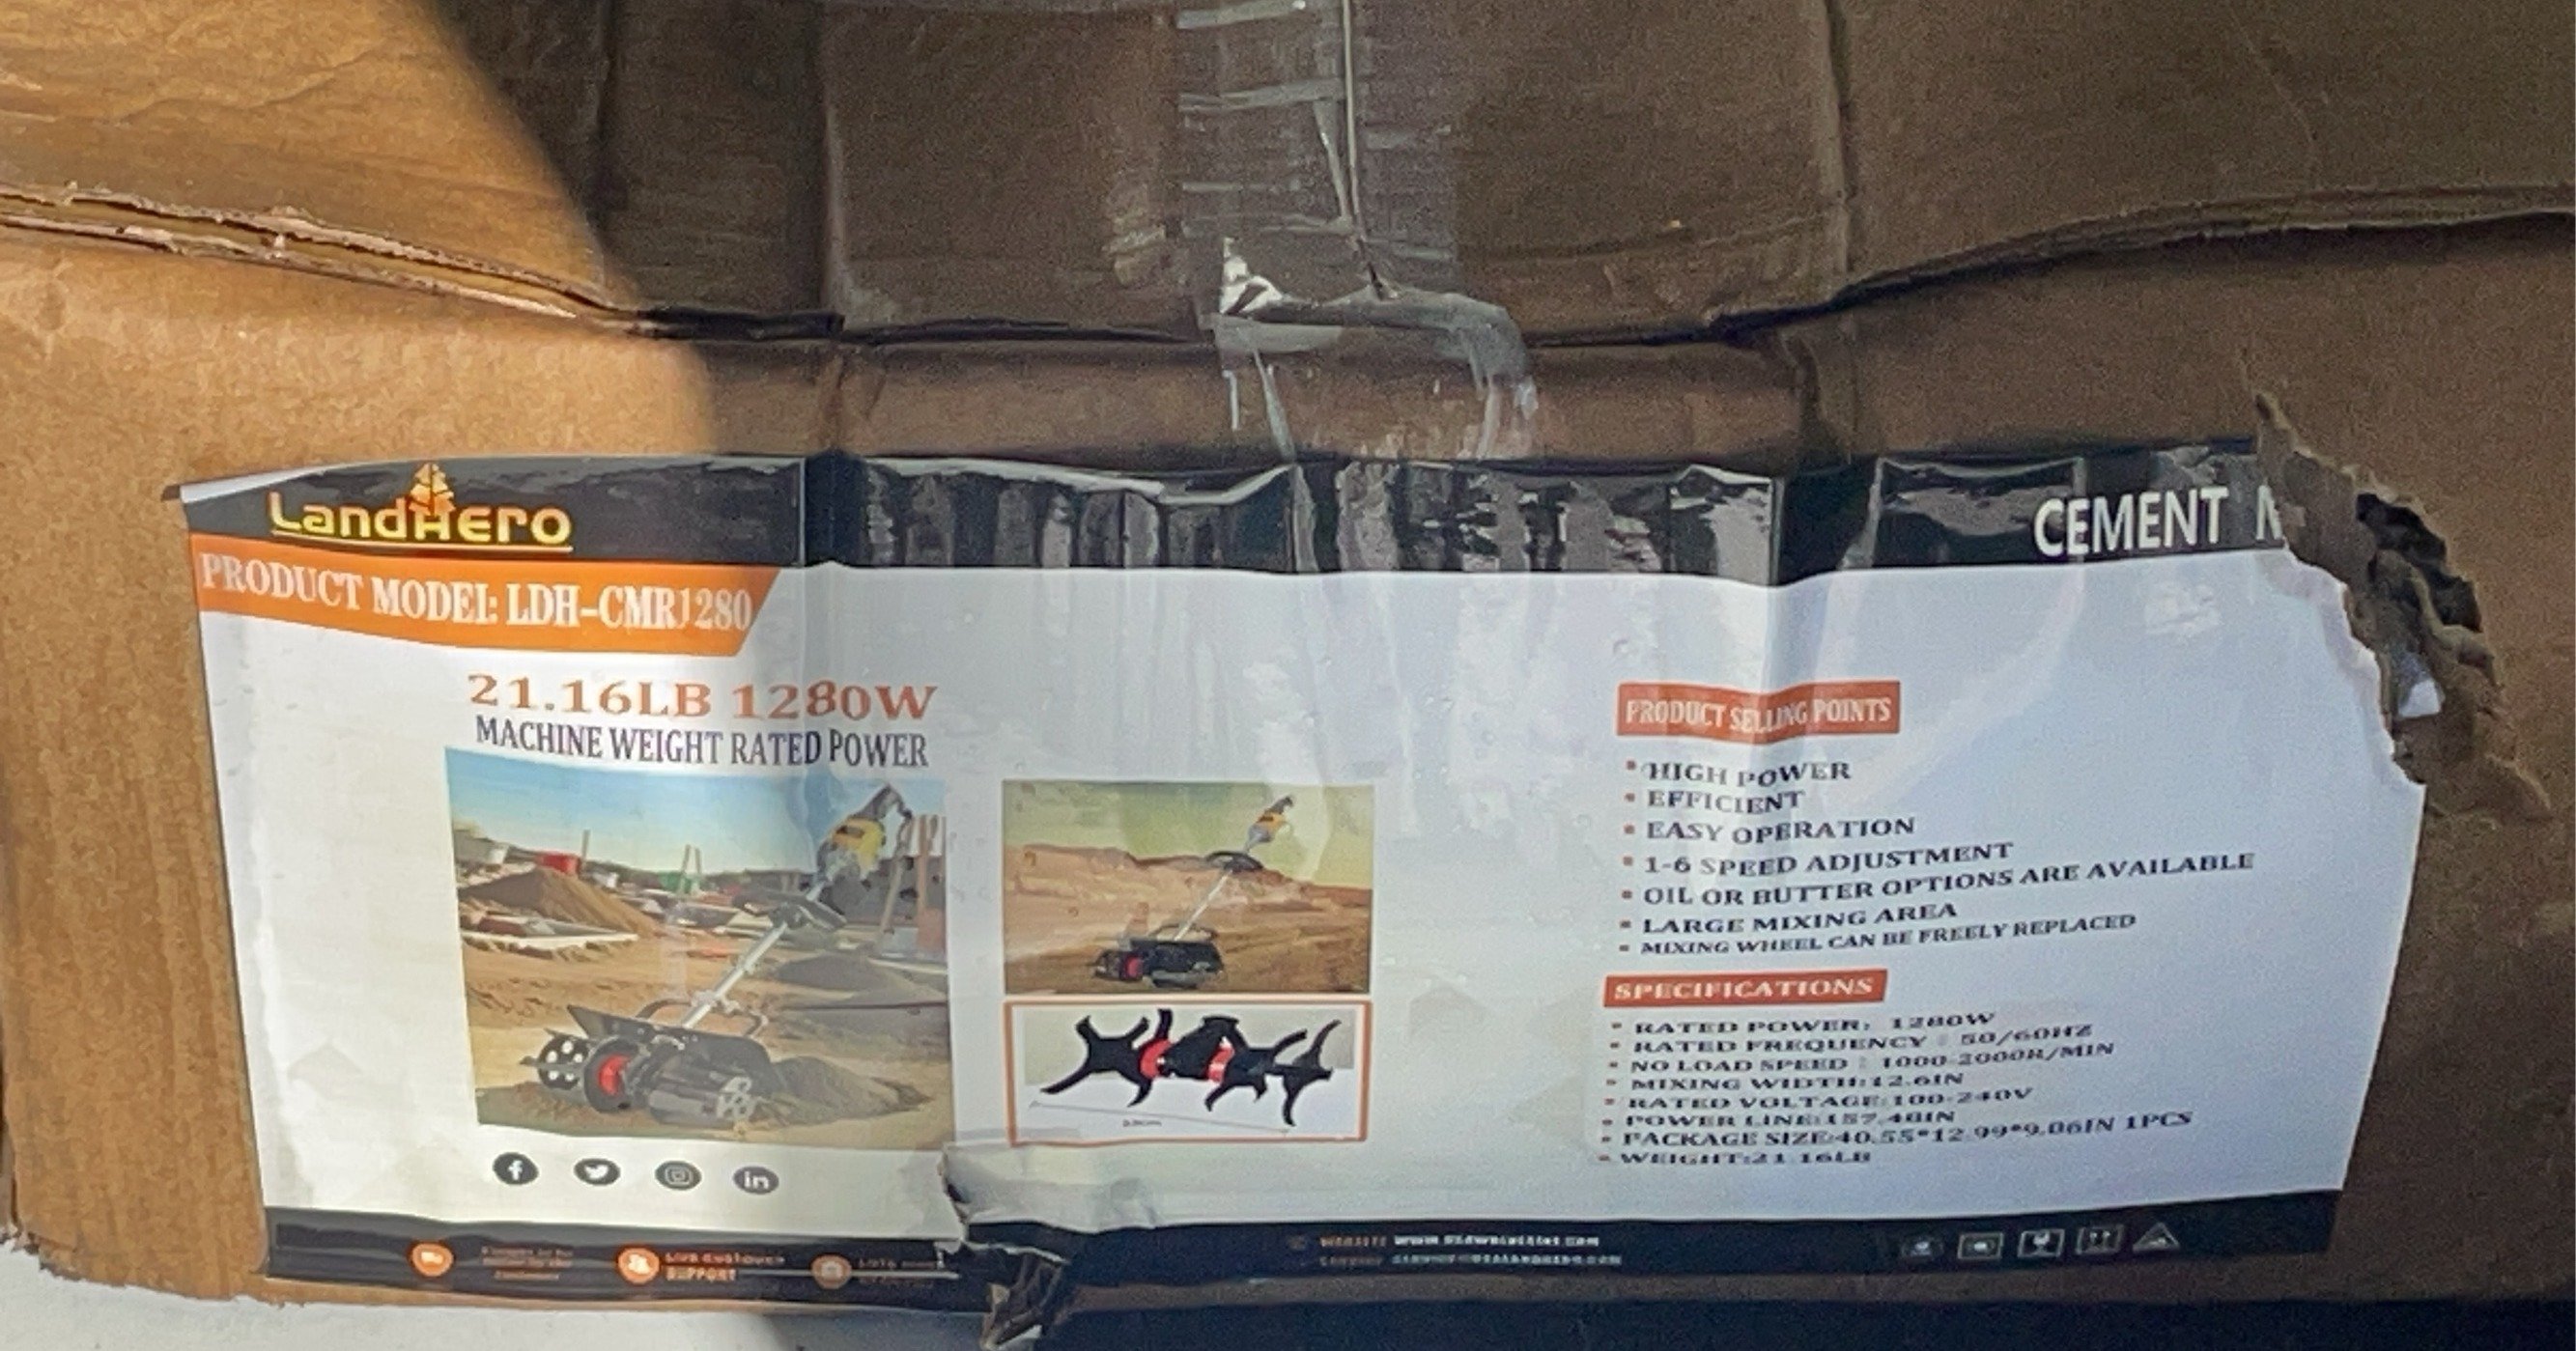 LandHero
CEMENT
PRODUCT MODEL: LDH-CMR1280
21.16LB 1280W
MACHINE WEIGHT RATED POWER
PRODUCT SELLING POINTS
• HIGH POWER
• EFFICIENT
• EASY OPERATION
• 1-6 SPEED ADJUSTMENT
• OIL OR BUTTER OPTIONS ARE AVAILABLE
• LARGE MIXING AREA
• MIXING WHEEL CAN BE FREELY REPLACED
SPECIFICATIONS
• RATED POWER: 1280W
• RATED FREQUENCY : 50/60HZ
• NO LOAD SPEED : 1000-2000R/MIN
• MIXING WIDTH:12.6IN
• RATED VOLTAGE:100-240V
• POWER LINE:157.48IN
• PACKAGE SIZE:40.55*12.99*9.06IN 1PCS
• WEIGHT:21.16LB
f
in
SUPPORT
WEBSITE